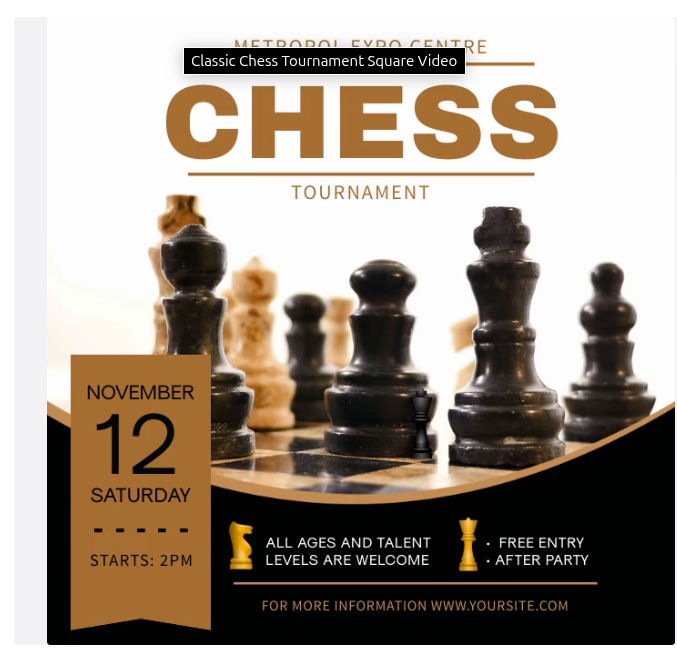 METROPOL EXPO CENTRE
Classic Chess Tournament Square Video
CHESS
TOURNAMENT
NOVEMBER
12
SATURDAY
STARTS: 2PM
ALL AGES AND TALENT
LEVELS ARE WELCOME
· FREE ENTRY
· AFTER PARTY
FOR MORE INFORMATION WWW.YOURSITE.COM